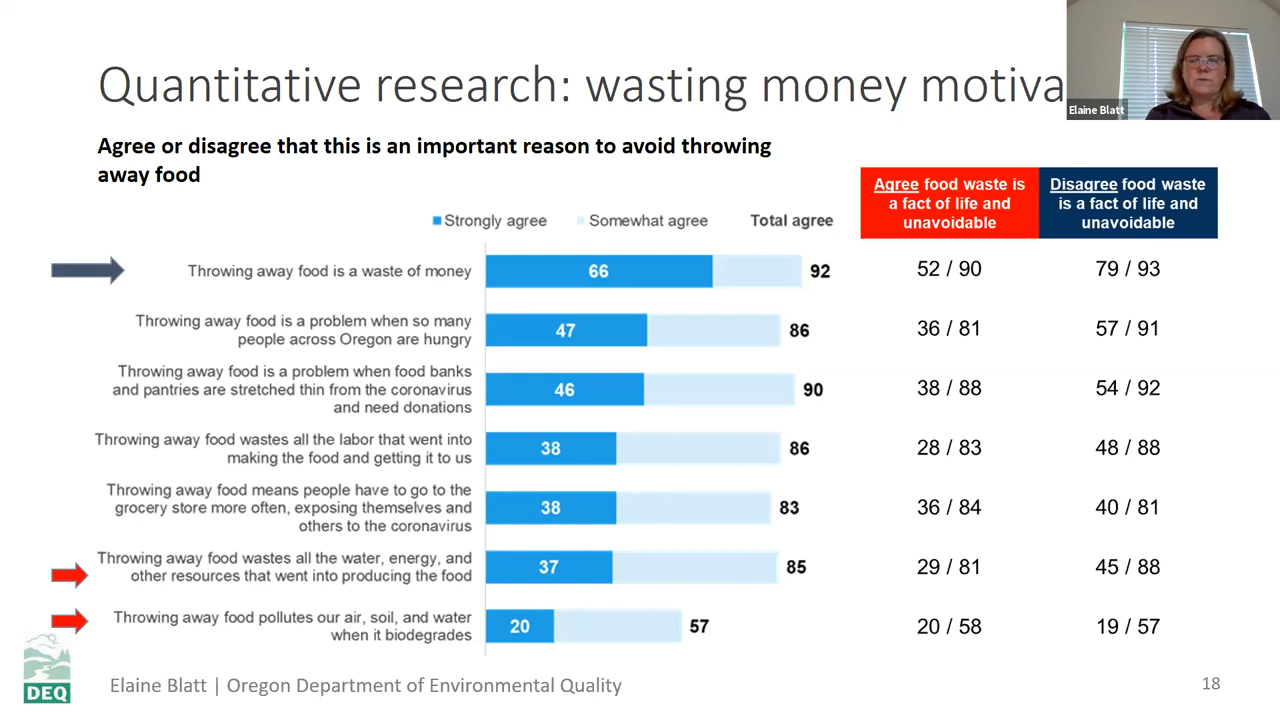 Quantitative research: wasting money motiva
Elaine Blatt
Agree or disagree that this is an important reason to avoid throwing
away food
Agree food waste is
a fact of life and
unavoidable
Disagree food waste
is a fact of life and
unavoidable
Strongly agree Somewhat agree Total agree
Throwing away food is a waste of money 66 92 52 / 90 79 / 93
Throwing away food is a problem when so many
people across Oregon are hungry
47 86 36 / 81 57 / 91
Throwing away food is a problem when food banks
and pantries are stretched thin from the coronavirus
and need donations
46 90 38 / 88 54 / 92
Throwing away food wastes all the labor that went into
making the food and getting it to us
38 86 28 / 83 48 / 88
Throwing away food means people have to go to the
grocery store more often, exposing themselves and
others to the coronavirus
38 83 36 / 84 40 / 81
Throwing away food wastes all the water, energy, and
other resources that went into producing the food
37 85 29 / 81 45 / 88
Throwing away food pollutes our air, soil, and water
when it biodegrades
20 57 20 / 58 19 / 57
DEQ
Elaine Blatt | Oregon Department of Environmental Quality 18